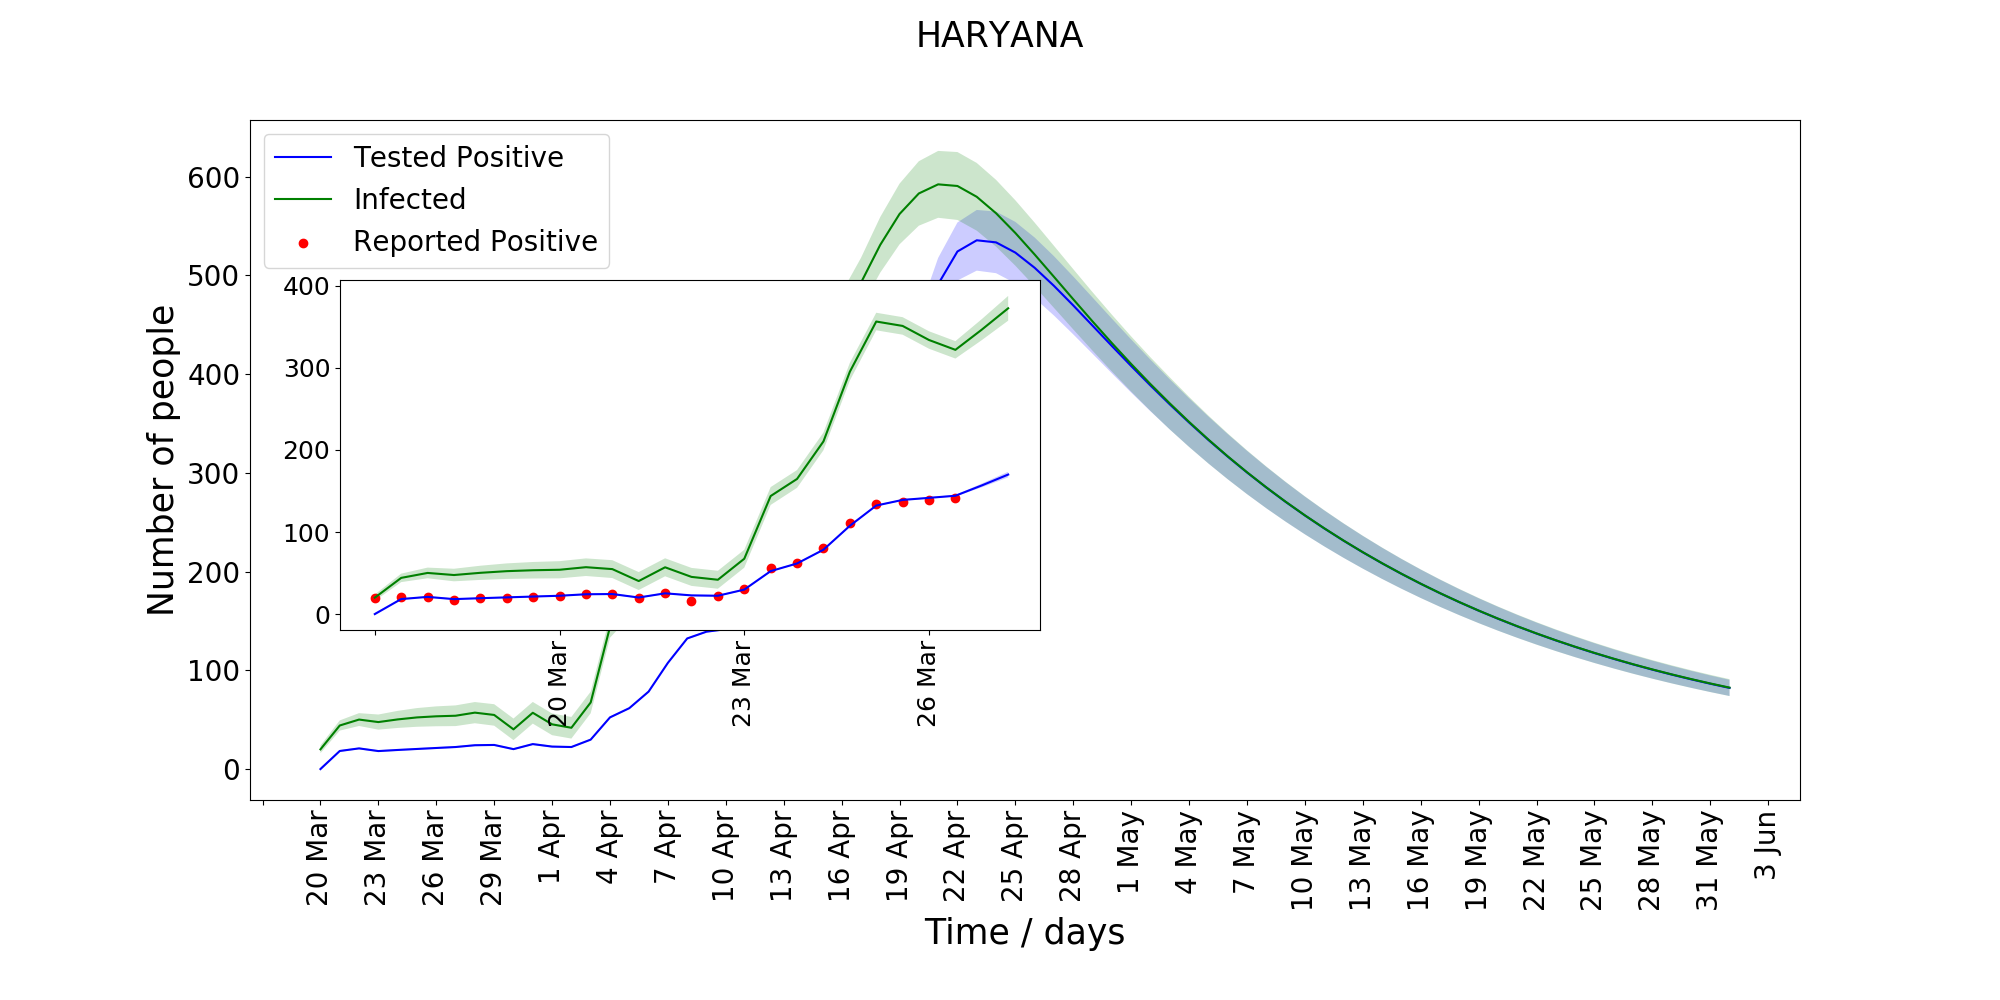 HARYANA
Tested Positive
Infected
Reported Positive
Number of people
600
500
400
300
200
100
0
400
300
200
100
0
20 Mar
23 Mar
26 Mar
20 Mar
23 Mar
26 Mar
29 Mar
1 Apr
4 Apr
7 Apr
10 Apr
13 Apr
16 Apr
19 Apr
22 Apr
25 Apr
28 Apr
1 May
4 May
7 May
10 May
13 May
16 May
19 May
22 May
25 May
28 May
31 May
3 Jun
Time / days